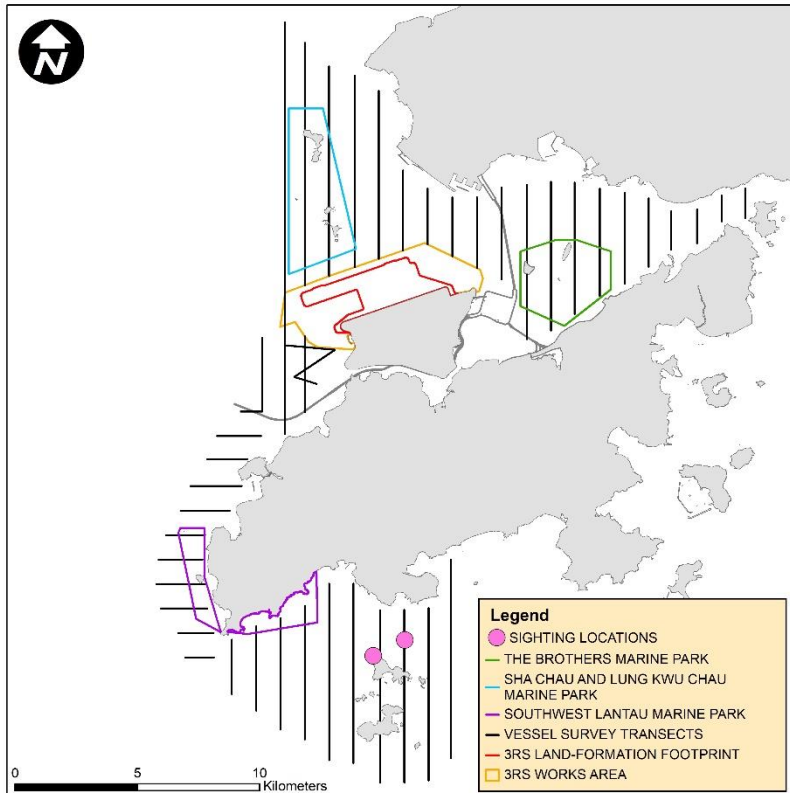 N
Legend
SIGHTING LOCATIONS
THE BROTHERS MARINE PARK
SHA CHAU AND LUNG KWU CHAU
MARINE PARK
SOUTHWEST LANTAU MARINE PARK
VESSEL SURVEY TRANSECTS
3RS LAND-FORMATION FOOTPRINT
3RS WORKS AREA
0 5 10
Kilometers